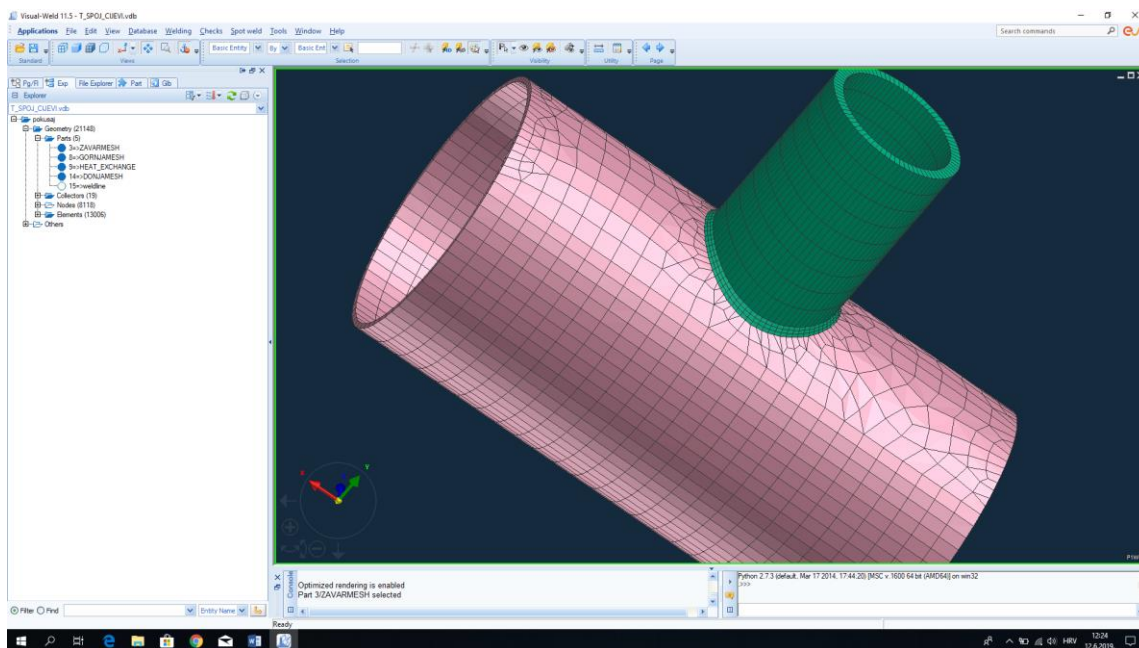 Visual-Weld 11.5 - T_SPOJ_CIJEVI.vdb
Applications File Edit View Database Welding Checks Spot weld Tools Window Help
Search commands
Basic Entity By Basic Ent
Standard Views Selection Visibility Utility Page
Pg/R Exp File Explorer Part Glb
Explorer
T_SPOJ_CIJEVI.vdb
pokusaj
Geometry (21148)
Parts (5)
3=>ZAVARMESH
8=>GORNJAMESH
9=>HEAT_EXCHANGE
14=>DONJAMESH
15=>weldline
Collectors (19)
Nodes (8118)
Elements (13006)
Others
X
Y
Console
Optimized rendering is enabled
Part 3/ZAVARMESH selected
Python 2.7.3 (default, Mar 17 2014, 17:44:20) [MSC v.1600 64 bit (AMD64)] on win32
>>>
Filter Find
Entity Name
Ready
HRV
12:24
12.6.2019.